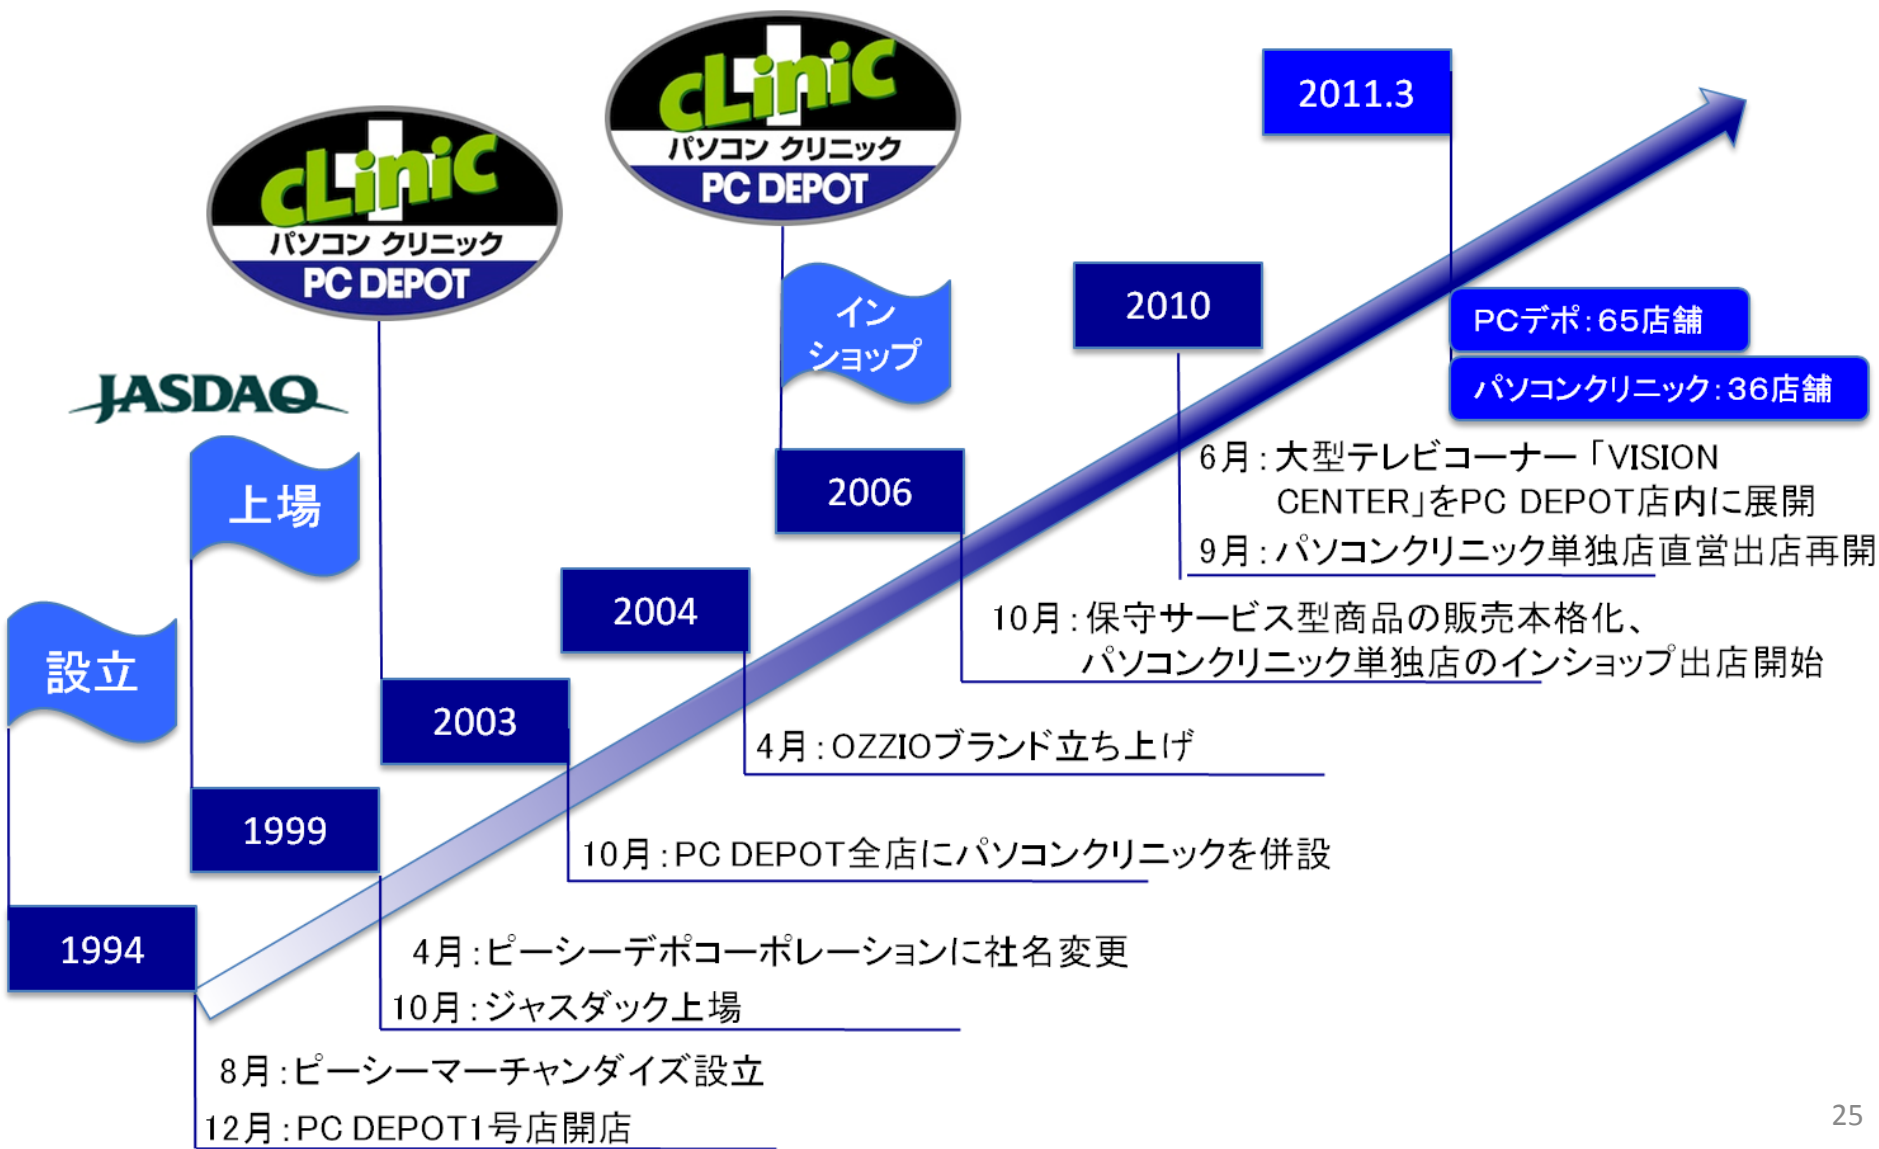 cLiniC
パソコン クリニック
PC DEPOT
cLiniC
パソコン クリニック
PC DEPOT
2011.3
PCデポ:65店舗
パソコンクリニック:36店舗
イン
ショップ
2010
6月:大型テレビコーナー「VISION
CENTER」をPC DEPOT店内に展開
9月:パソコンクリニック単独店直営出店再開
JASDAQ
上場
2006
10月:保守サービス型商品の販売本格化、
パソコンクリニック単独店のインショップ出店開始
設立
2004
4月:OZZIOブランド立ち上げ
2003
10月:PC DEPOT全店にパソコンクリニックを併設
1999
4月:ピーシーデポコーポレーションに社名変更
10月:ジャスダック上場
1994
8月:ピーシーマーチャンダイズ設立
12月:PC DEPOT1号店開店
25